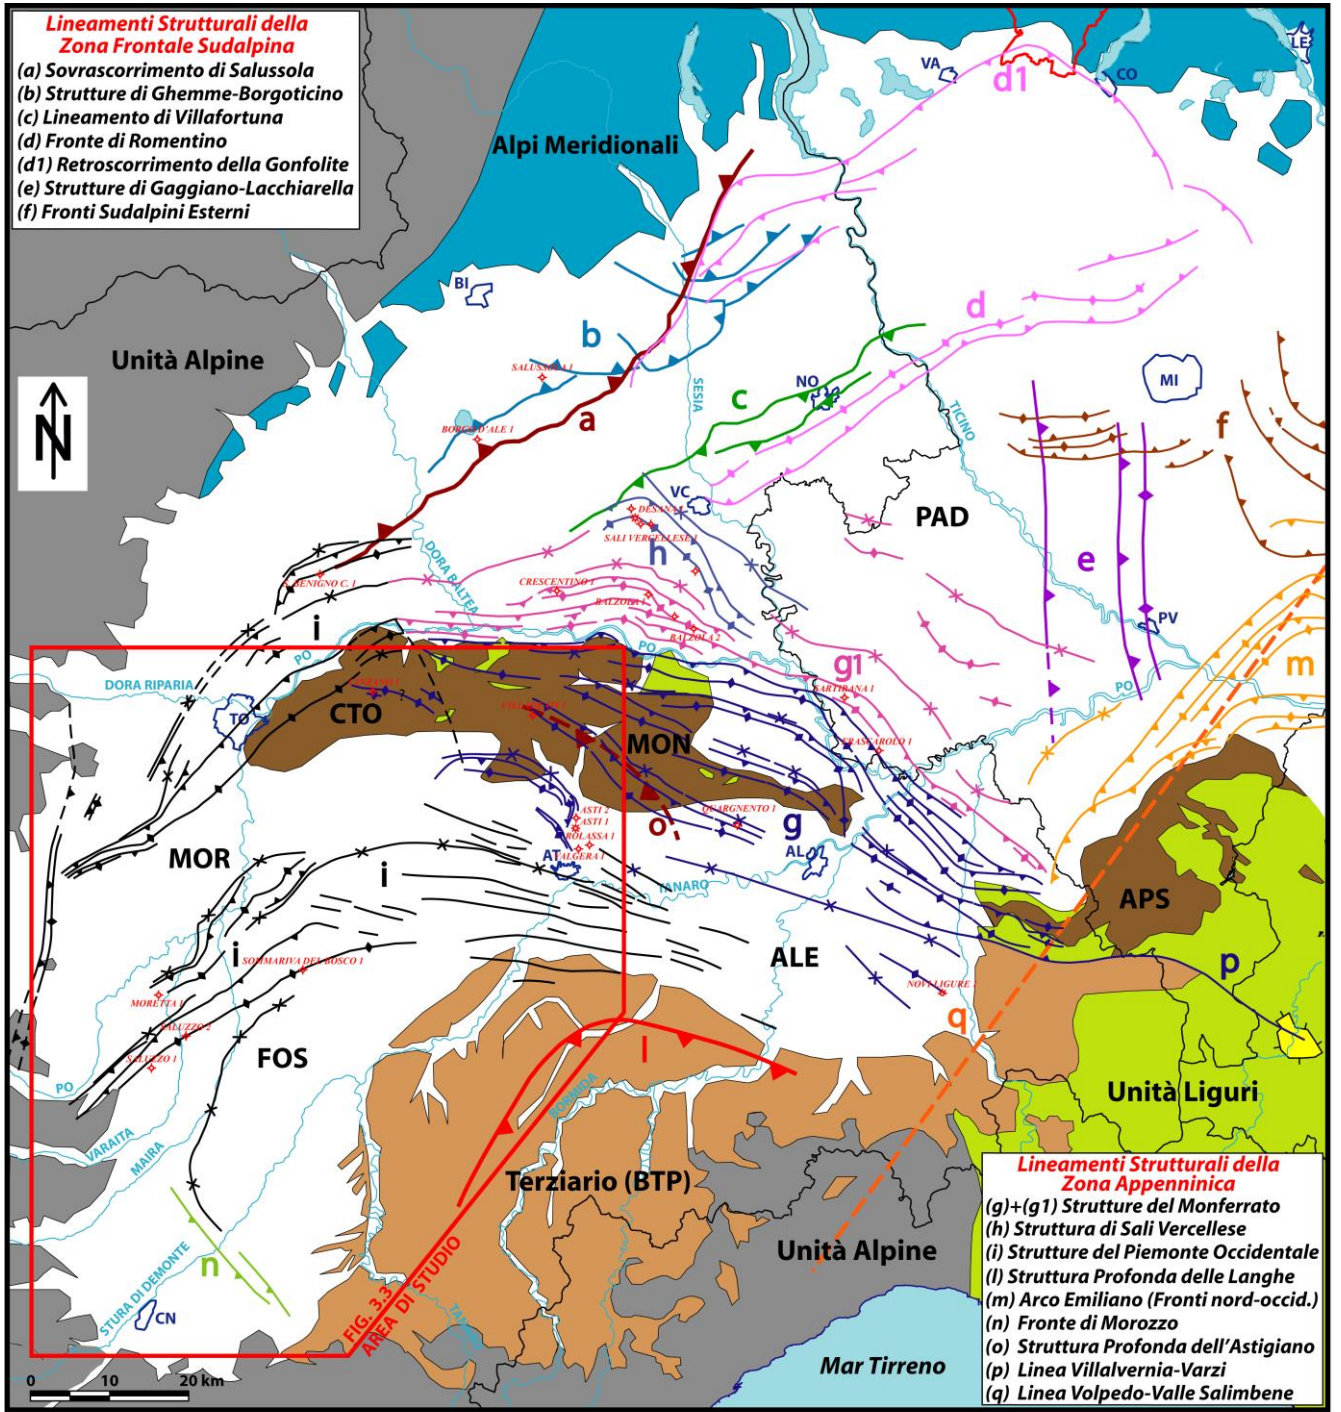 Lineamenti Strutturali della
Zona Frontale Sudalpina
(a) Sovrascorrimento di Salussola
(b) Strutture di Ghemme-Borgoticino
(c) Lineamento di Villafortuna
(d) Fronte di Romentino
(d1) Retroscorrimento della Gonfolite
(e) Strutture di Gaggiano-Lacchiarella
(f) Fronti Sudalpini Esterni
LE
VA
d1
CO
Alpi Meridionali
BI
d
Unità Alpine
b
SESIA
N
NO
MI
c
TICINO
a
BORGO D'ALE 1
f
VC
DESANA
PAD
SALI VERCELLESE 1
h
DORA BALTEA
e
S. BENIGNO C. 1
CRESCENTINO 1
BALZOLA 1
i
PV
BALZOLA 2
PO
PO
g1
m
DORA RIPARIA
SARTIRANA 1
PO
?
TO
CTO
MON
FRASCAROLO 1
ASTI 2
QUARGNENTO 1
ASTI 1
o
g
MOR
AT
VALGERA 1
AL
i
TANARO
APS
i
SOMMARIVA DEL BOSCO 1
ALE
p
MORETTA 1
NOVI LIGURE
SALUZZO 2
q
FOS
l
SALUZZO 1
PO
BORMIDA
Unità Liguri
VARAITA
MAIRA
Terziario (BTP)
Unità Alpine
n
STURA DI DEMONTE
CN
FIG. 3.3
AREA DI STUDIO
TANARO
Mar Tirreno
0 10 20 km
Lineamenti Strutturali della
Zona Appenninica
(g)+(g1) Strutture del Monferrato
(h) Struttura di Sali Vercellese
(i) Strutture del Piemonte Occidentale
(l) Struttura Profonda delle Langhe
(m) Arco Emiliano (Fronti nord-occid.)
(n) Fronte di Morozzo
(o) Struttura Profonda dell'Astigiano
(p) Linea Villalvernia-Varzi
(q) Linea Volpedo-Valle Salimbene